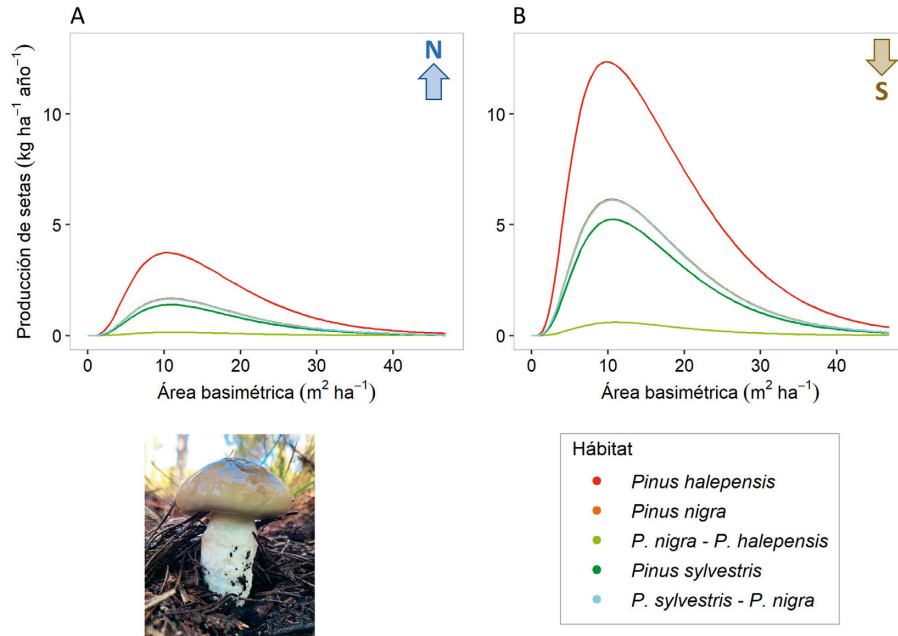 A
B
N
S
Producción de setas (kg ha⁻¹ año⁻¹)
10
5
0
0 10 20 30 40
Área basimétrica (m² ha⁻¹)
10
5
0
0 10 20 30 40
Área basimétrica (m² ha⁻¹)
Hábitat
Pinus halepensis
Pinus nigra
P. nigra - P. halepensis
Pinus sylvestris
P. sylvestris - P. nigra